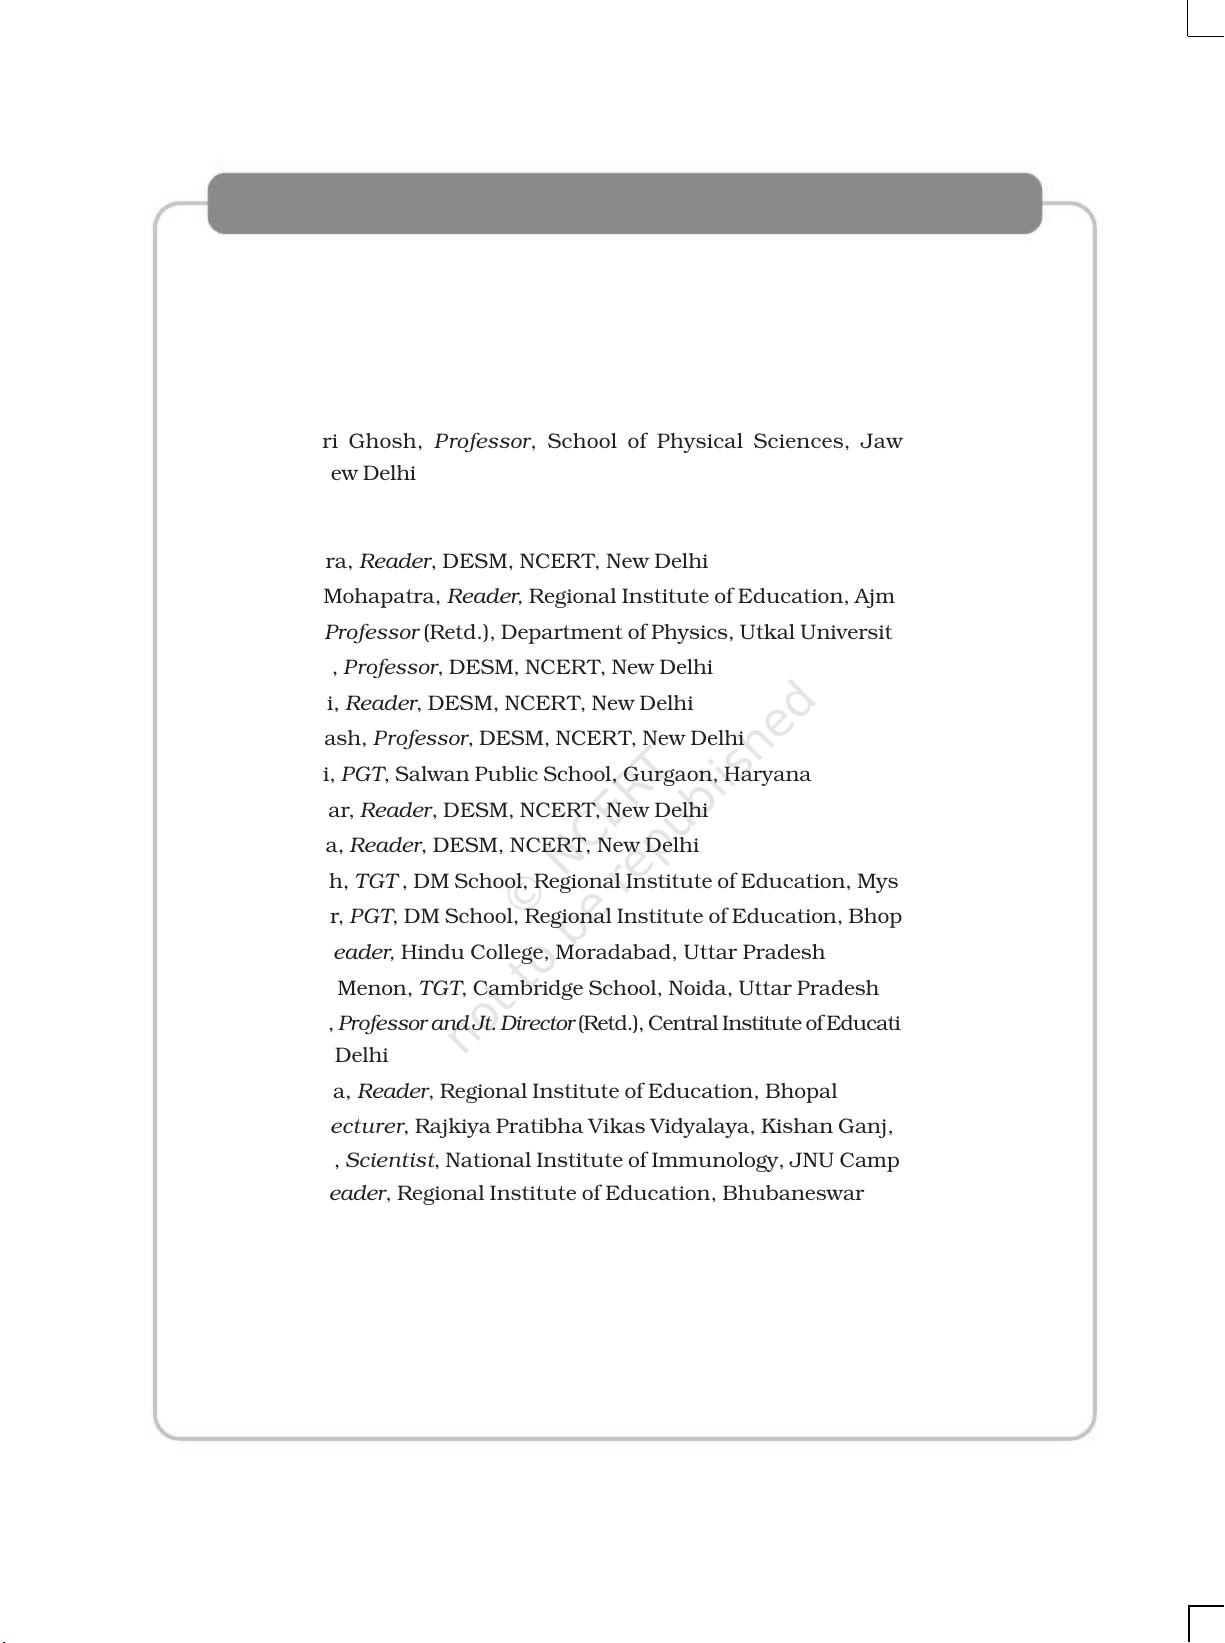 ri Ghosh, Professor, School of Physical Sciences, Jaw
ew Delhi
ra, Reader, DESM, NCERT, New Delhi
Mohapatra, Reader, Regional Institute of Education, Ajm
Professor (Retd.), Department of Physics, Utkal Universit
, Professor, DESM, NCERT, New Delhi
i, Reader, DESM, NCERT, New Delhi
ash, Professor, DESM, NCERT, New Delhi
i, PGT, Salwan Public School, Gurgaon, Haryana
ar, Reader, DESM, NCERT, New Delhi
a, Reader, DESM, NCERT, New Delhi
h, TGT , DM School, Regional Institute of Education, Mys
r, PGT, DM School, Regional Institute of Education, Bhop
eader, Hindu College, Moradabad, Uttar Pradesh
Menon, TGT, Cambridge School, Noida, Uttar Pradesh
, Professor and Jt. Director (Retd.), Central Institute of Educati
Delhi
a, Reader, Regional Institute of Education, Bhopal
ecturer, Rajkiya Pratibha Vikas Vidyalaya, Kishan Ganj,
, Scientist, National Institute of Immunology, JNU Camp
eader, Regional Institute of Education, Bhubaneswar
© NCERT
not to be republished